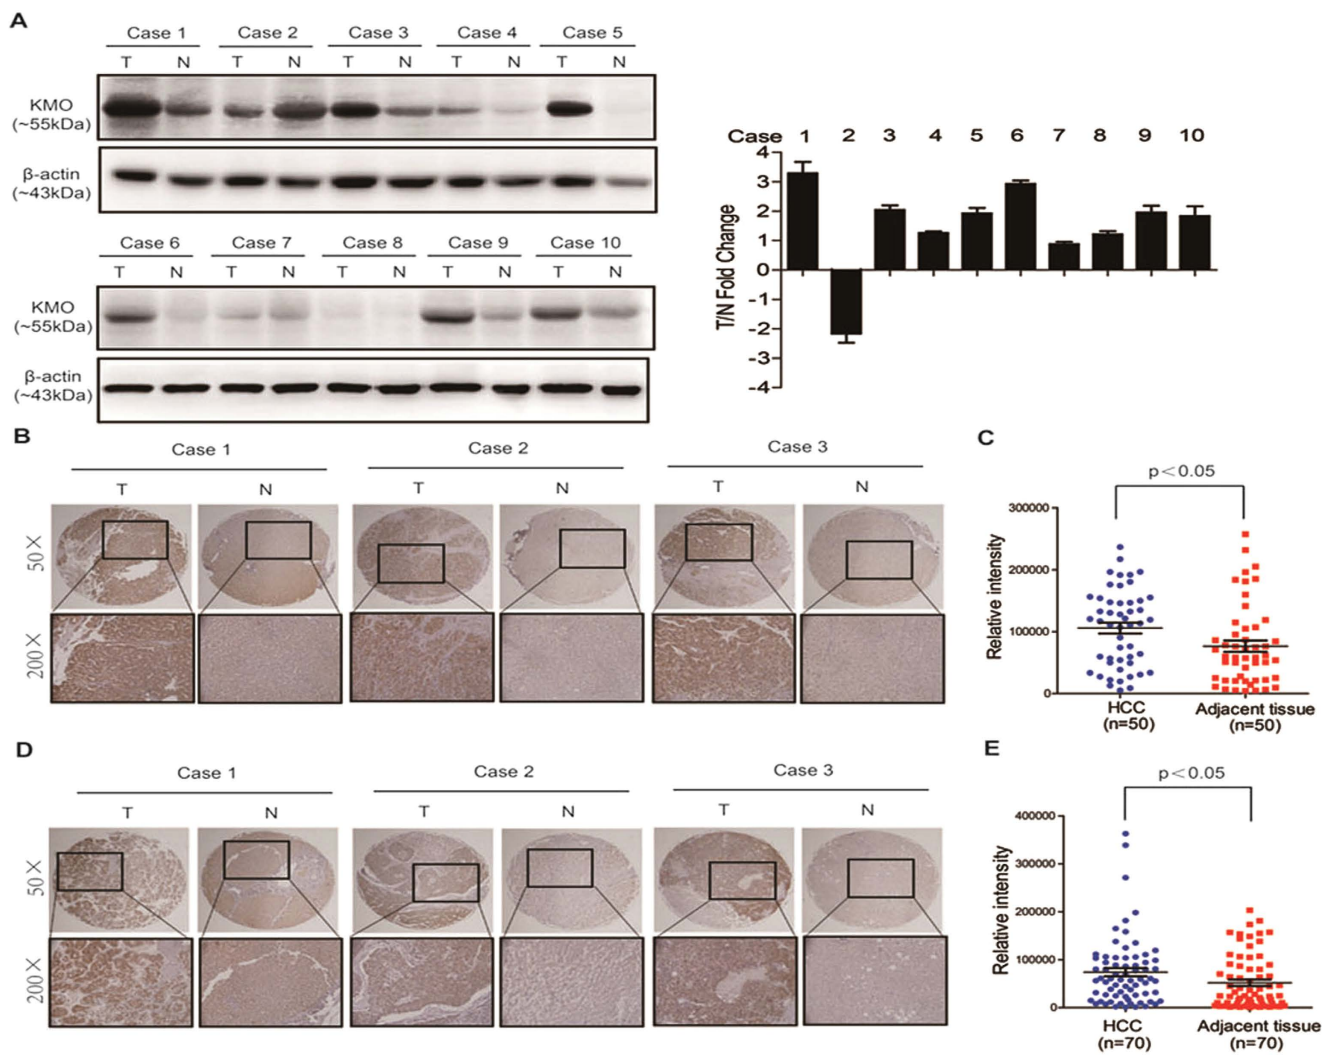 A
Case 1 Case 2 Case 3 Case 4 Case 5
T N T N T N T N T N
KMO
(~55kDa)
β-actin
(~43kDa)
Case 6 Case 7 Case 8 Case 9 Case 10
T N T N T N T N T N
KMO
(~55kDa)
β-actin
(~43kDa)
Case 1 2 3 4 5 6 7 8 9 10
T/N Fold Change
4
3
2
1
0
-1
-2
-3
-4
B
Case 1 Case 2 Case 3
T N T N T N
50×
200×
C
p<0.05
Relative intensity
300000
200000
100000
0
HCC Adjacent tissue
(n=50) (n=50)
D
Case 1 Case 2 Case 3
T N T N T N
50×
200×
E
p<0.05
Relative intensity
400000
300000
200000
100000
0
HCC Adjacent tissue
(n=70) (n=70)